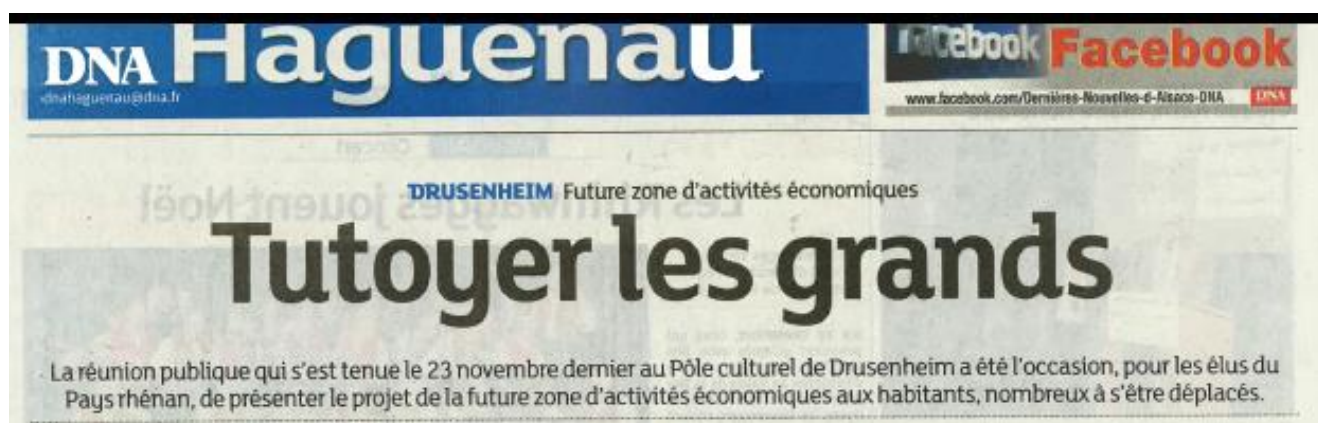 DNA Haguenau
dnahaguenau@dna.fr
facebook Facebook
www.facebook.com/Dernières-Nouvelles-d-Alsace-DNA DNA
DRUSENHEIM Future zone d'activités économiques
Tutoyer les grands
La réunion publique qui s'est tenue le 23 novembre dernier au Pôle culturel de Drusenheim a été l'occasion, pour les élus du
Pays rhénan, de présenter le projet de la future zone d'activités économiques aux habitants, nombreux à s'être déplacés.